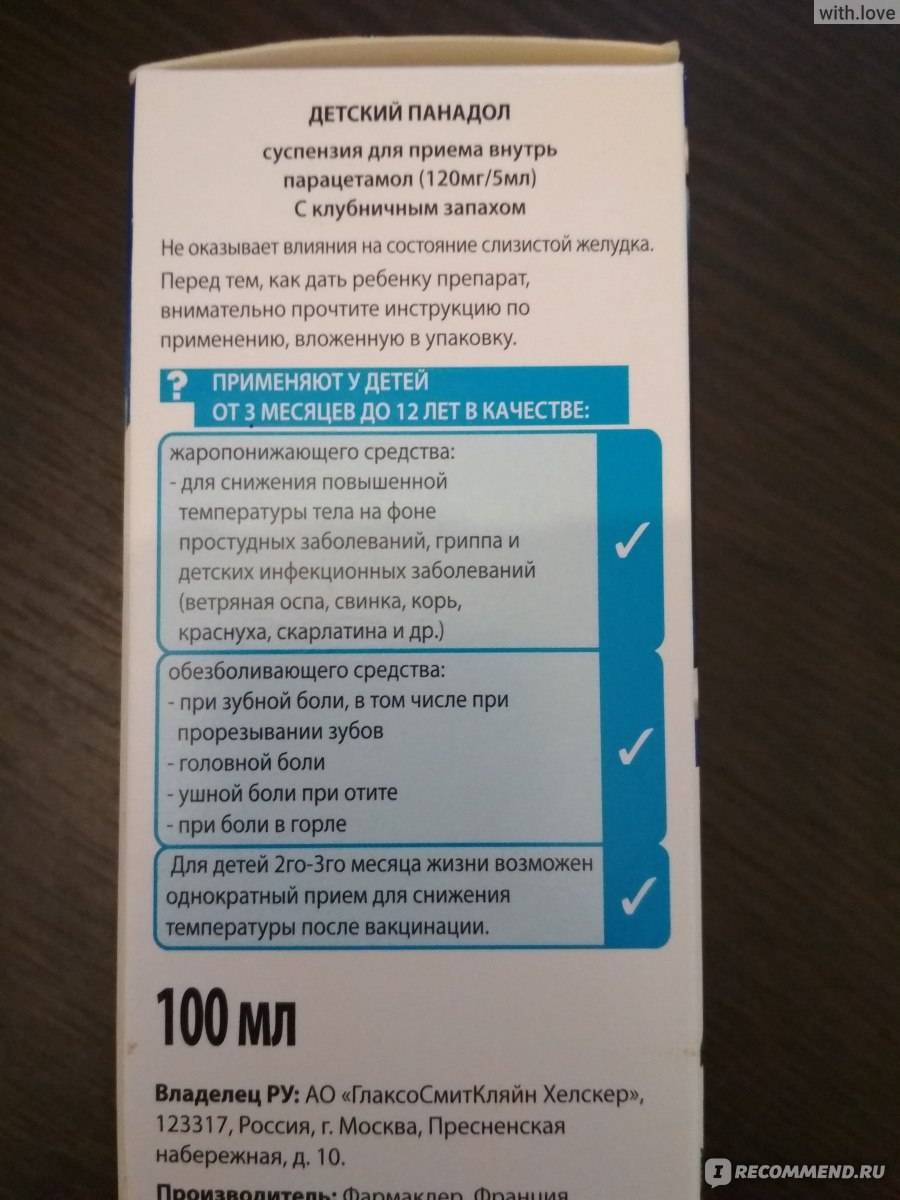 with.love
ДЕТСКИЙ ПАНАДОЛ
суспензия для приема внутрь
парацетамол (120мг/5мл)
С клубничным запахом
Не оказывает влияния на состояние слизистой желудка.
Перед тем, как дать ребенку препарат,
внимательно прочтите инструкцию по
применению, вложенную в упаковку.
? ПРИМЕНЯЮТ У ДЕТЕЙ
ОТ 3 МЕСЯЦЕВ ДО 12 ЛЕТ В КАЧЕСТВЕ:
жаропонижающего средства:
- для снижения повышенной
температуры тела на фоне
простудных заболеваний, гриппа и
детских инфекционных заболеваний
(ветряная оспа, свинка, корь,
краснуха, скарлатина и др.)
обезболивающего средства:
- при зубной боли, в том числе при
прорезывании зубов
- головной боли
- ушной боли при отите
- при боли в горле
Для детей 2го-3го месяца жизни возможен
однократный прием для снижения
температуры после вакцинации.
100 мл
Владелец РУ: АО «ГлаксоСмитКляйн Хелскер»,
123317, Россия, г. Москва, Пресненская
набережная, д. 10.
Производитель: Фармаклер, Франция
I RECOMMEND.RU